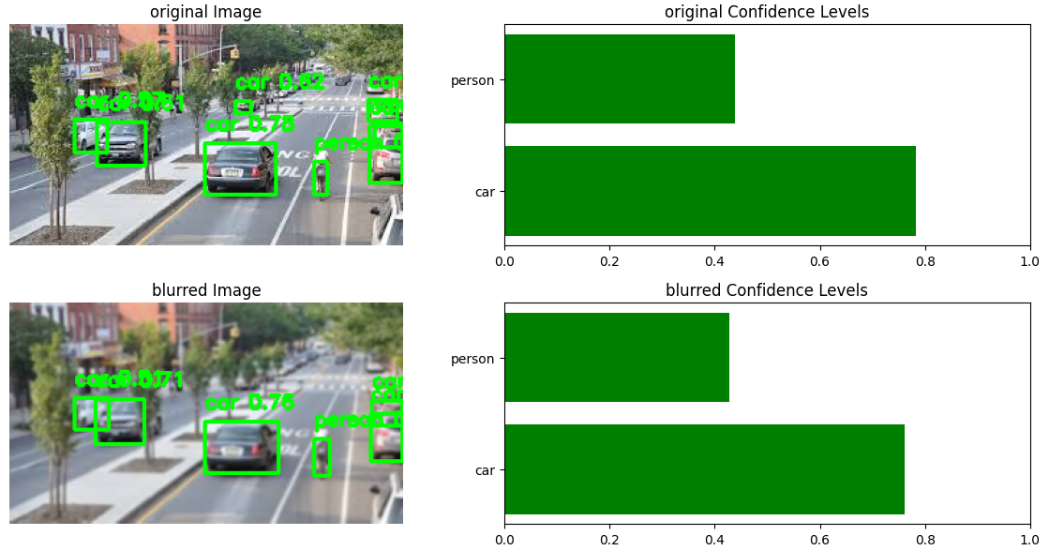 original Image
car 0.62
car 0.78
original Confidence Levels
person
car
0.0 0.2 0.4 0.6 0.8 1.0
blurred Image
car 0.76
blurred Confidence Levels
person
car
0.0 0.2 0.4 0.6 0.8 1.0